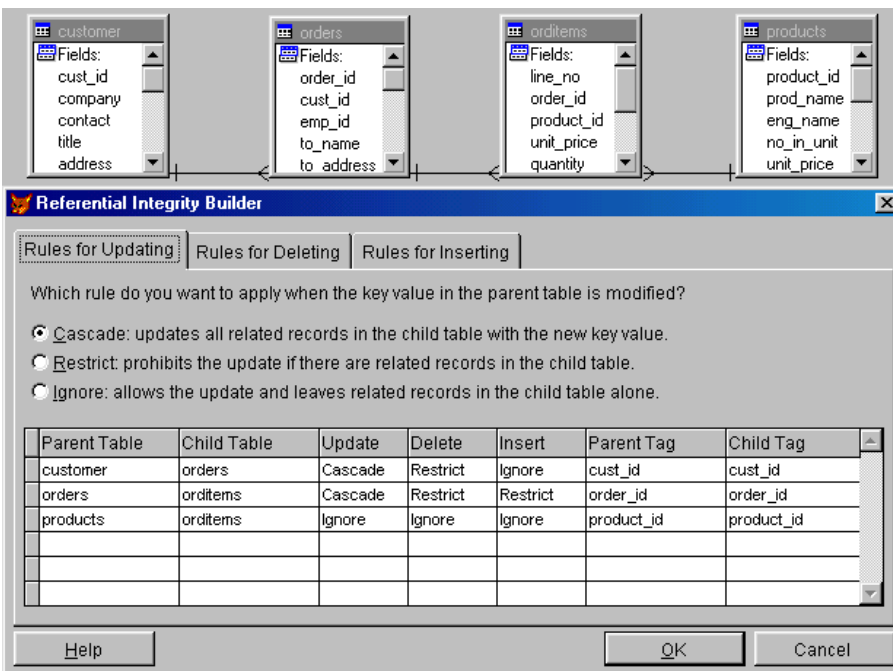 customer
Fields:
cust_id
company
contact
title
address
orders
Fields:
order_id
cust_id
emp_id
to_name
to_address
orditems
Fields:
line_no
order_id
product_id
unit_price
quantity
products
Fields:
product_id
prod_name
eng_name
no_in_unit
unit_price
Referential Integrity Builder
Rules for Updating Rules for Deleting Rules for Inserting
Which rule do you want to apply when the key value in the parent table is modified?
Cascade: updates all related records in the child table with the new key value.
Restrict: prohibits the update if there are related records in the child table.
Ignore: allows the update and leaves related records in the child table alone.
Parent Table Child Table Update Delete Insert Parent Tag Child Tag
customer orders Cascade Restrict Ignore cust_id cust_id
orders orditems Cascade Restrict Restrict order_id order_id
products orditems Ignore Ignore Ignore product_id product_id
Help OK Cancel